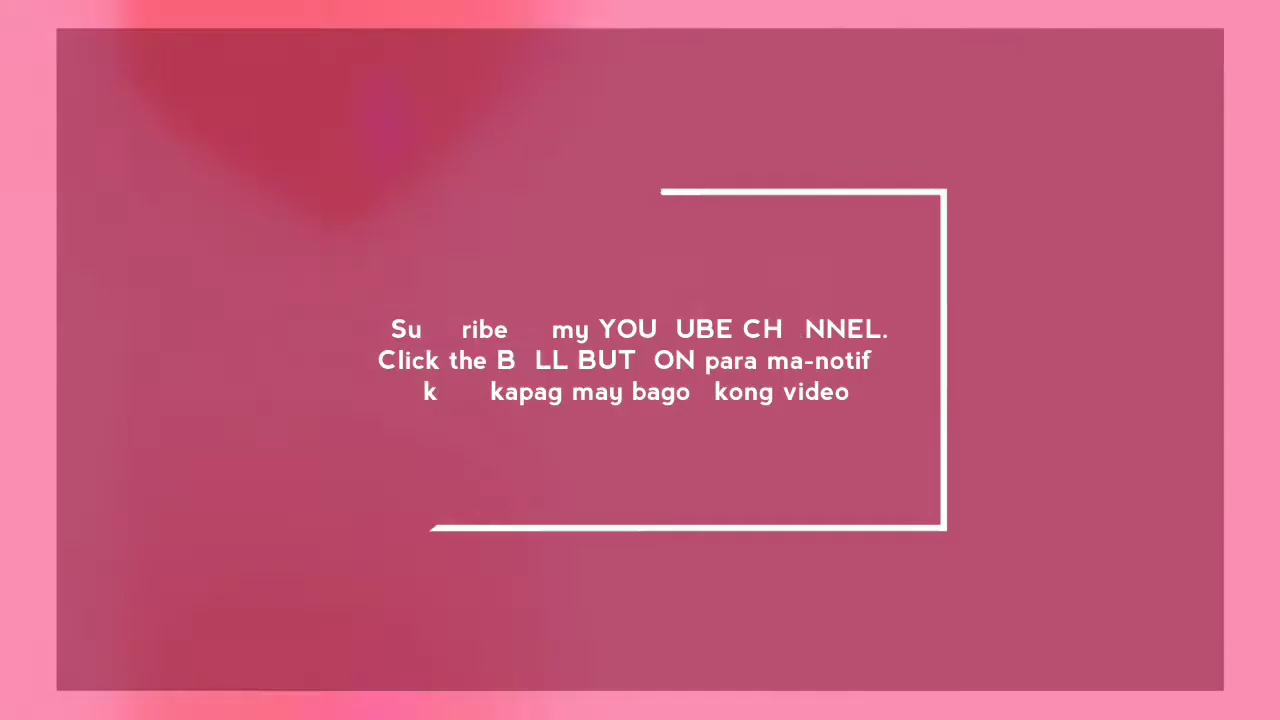 Su ribe my YOU UBE CH NNEL.
Click the B LL BUT ON para ma-notif
k kapag may bago kong video